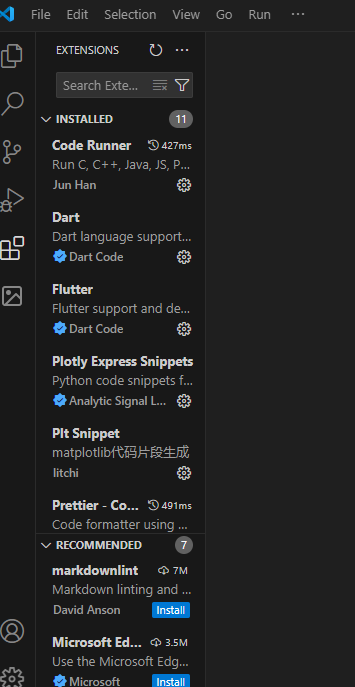 File Edit Selection View Go Run ...
EXTENSIONS ...
Search Exte...
INSTALLED 11
Code Runner 427ms
Run C, C++, Java, JS, P...
Jun Han
Dart
Dart language support...
Dart Code
Flutter
Flutter support and de...
Dart Code
Plotly Express Snippets
Python code snippets f...
Analytic Signal L...
Plt Snippet
matplotlib代码片段生成
litchi
Prettier - Co... 491ms
Code formatter using ...
RECOMMENDED 7
markdownlint 7M
Markdown linting and ...
David Anson Install
Microsoft Ed... 3.5M
Use the Microsoft Edg...
Microsoft Install